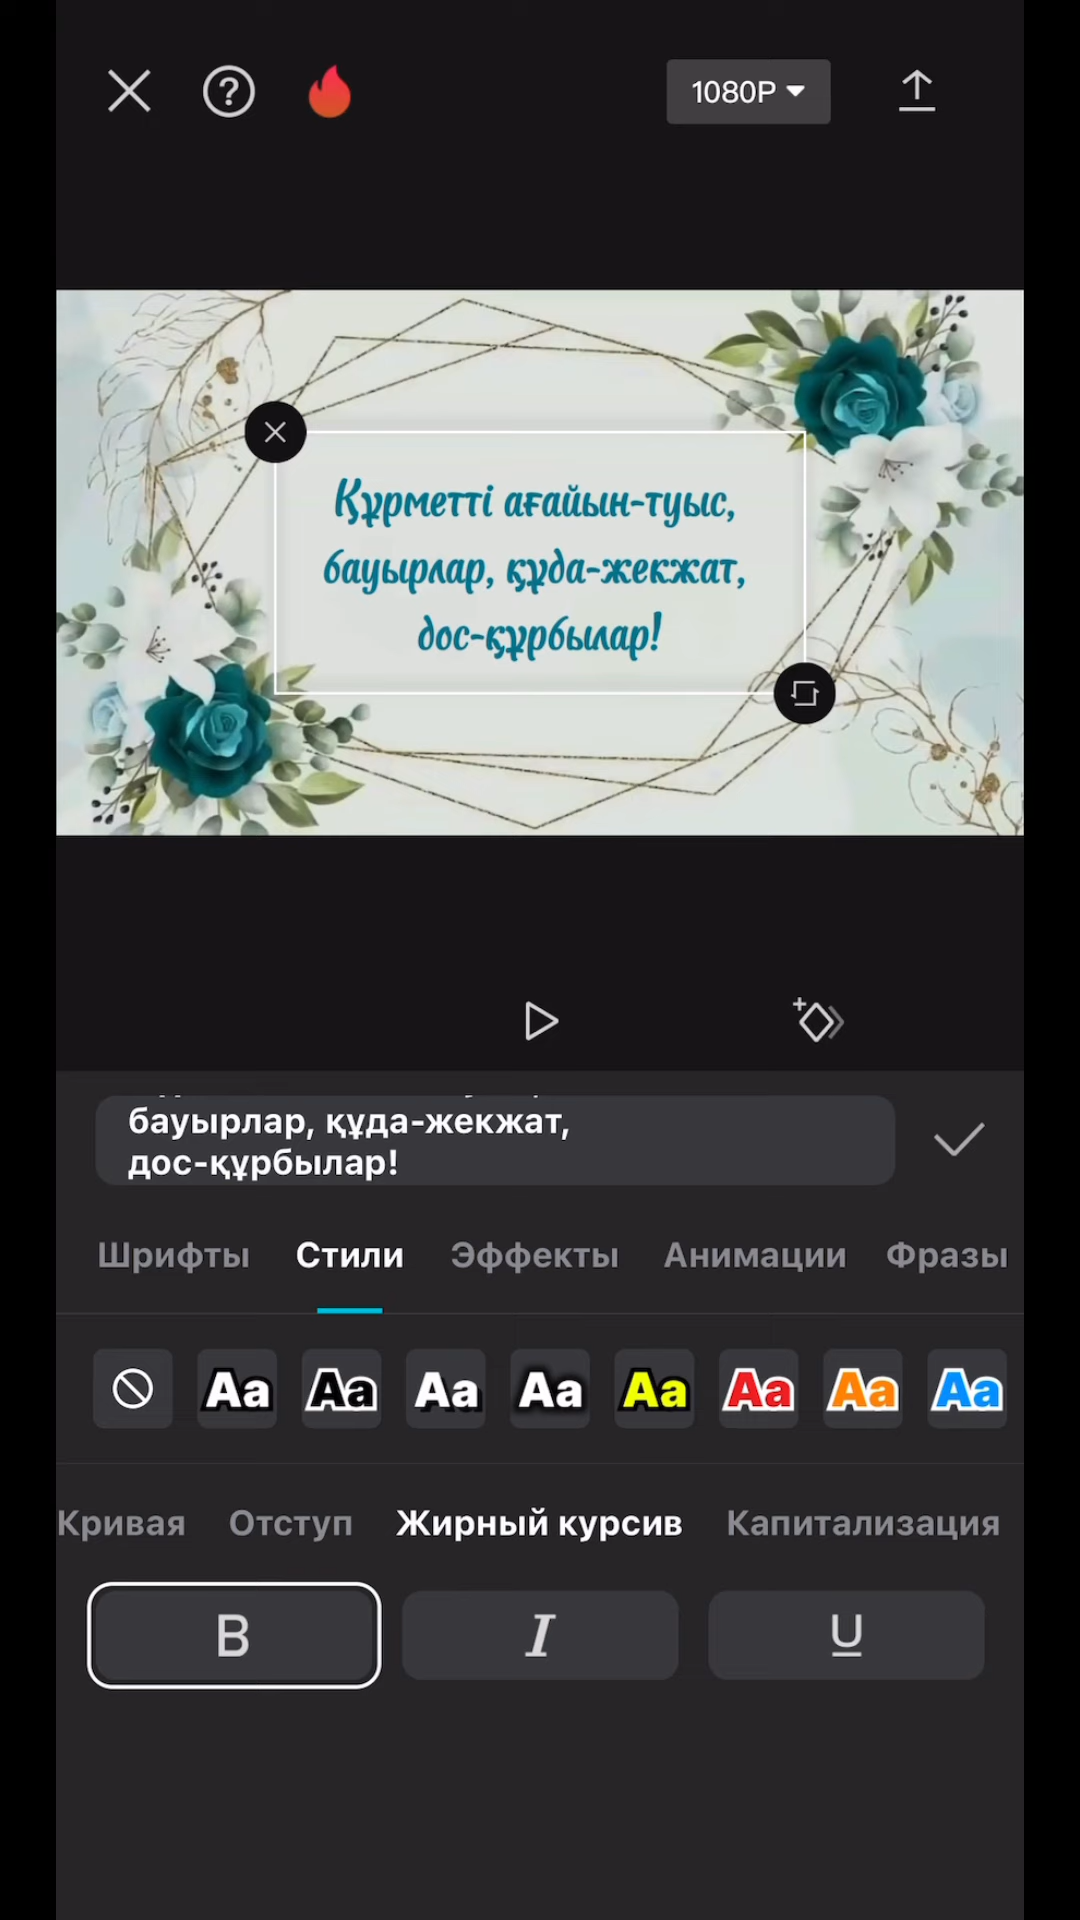 1080P
Құрметті ағайын-туыс,
бауырлар, құда-жекжат,
дос-құрбылар!
бауырлар, құда-жекжат,
дос-құрбылар!
Шрифты Стили Эффекты Анимации Фразы
Aa Aa Aa Aa Aa Aa Aa Aa
Кривая Отступ Жирный курсив Капитализация
B I U